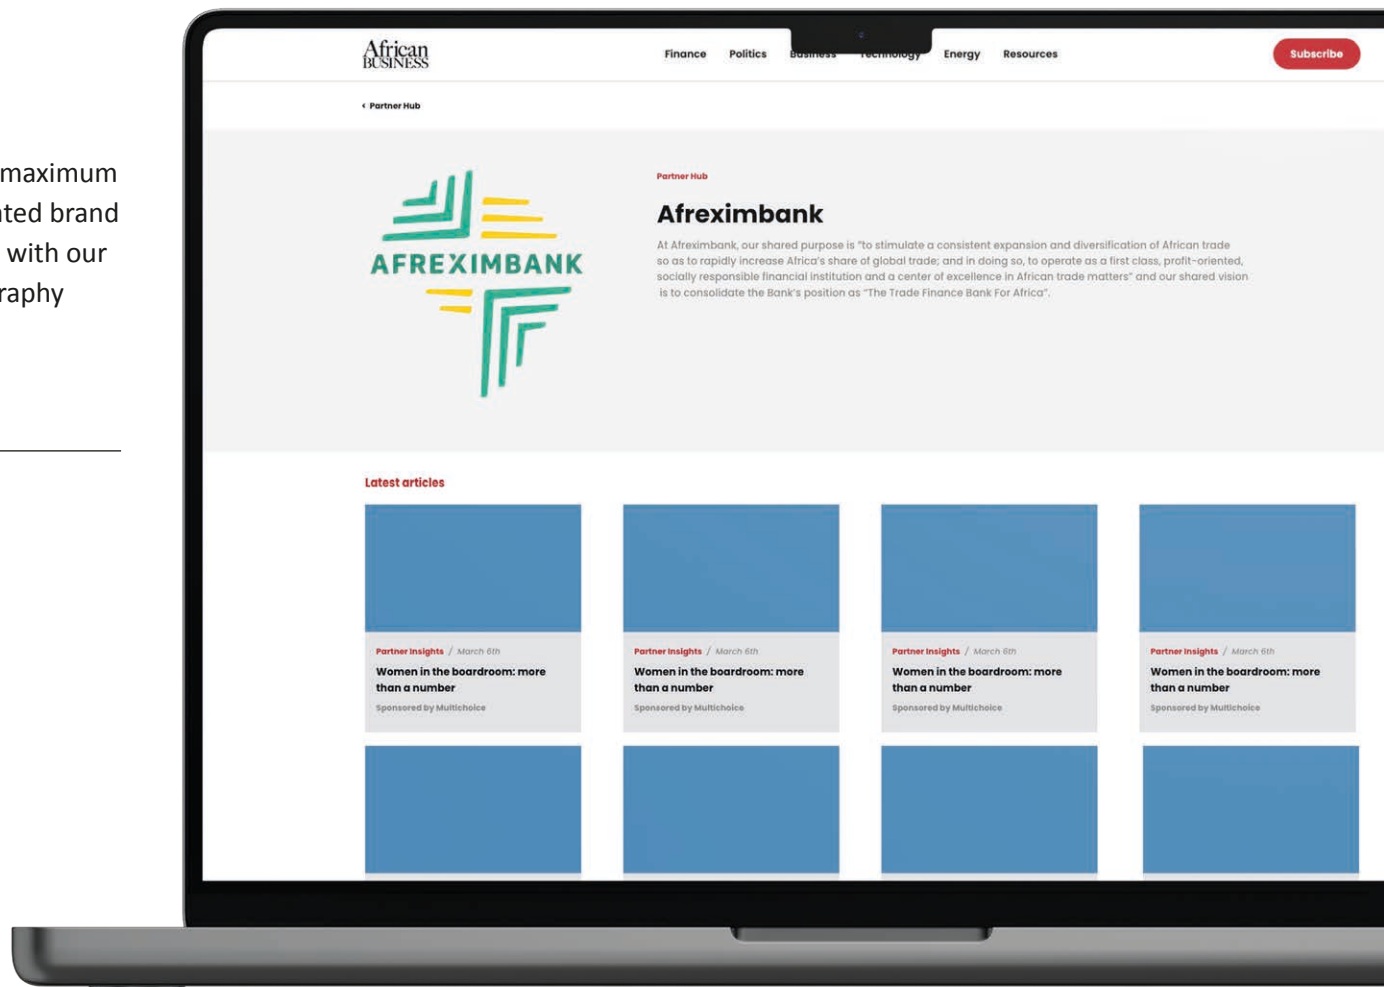 maximum
ted brand
with our
raphy
African
BUSINESS
Finance Politics Business Technology Energy Resources
Subscribe
‹ Partner Hub
AFREXIMBANK
Partner Hub
Afreximbank
At Afreximbank, our shared purpose is "to stimulate a consistent expansion and diversification of African trade
so as to rapidly increase Africa's share of global trade; and in doing so, to operate as a first class, profit-oriented,
socially responsible financial institution and a center of excellence in African trade matters" and our shared vision
is to consolidate the Bank's position as "The Trade Finance Bank For Africa".
Latest articles
Partner Insights / March 6th
Women in the boardroom: more
than a number
Sponsored by Multichoice
Partner Insights / March 6th
Women in the boardroom: more
than a number
Sponsored by Multichoice
Partner Insights / March 6th
Women in the boardroom: more
than a number
Sponsored by Multichoice
Partner Insights / March 6th
Women in the boardroom: more
than a number
Sponsored by Multichoice